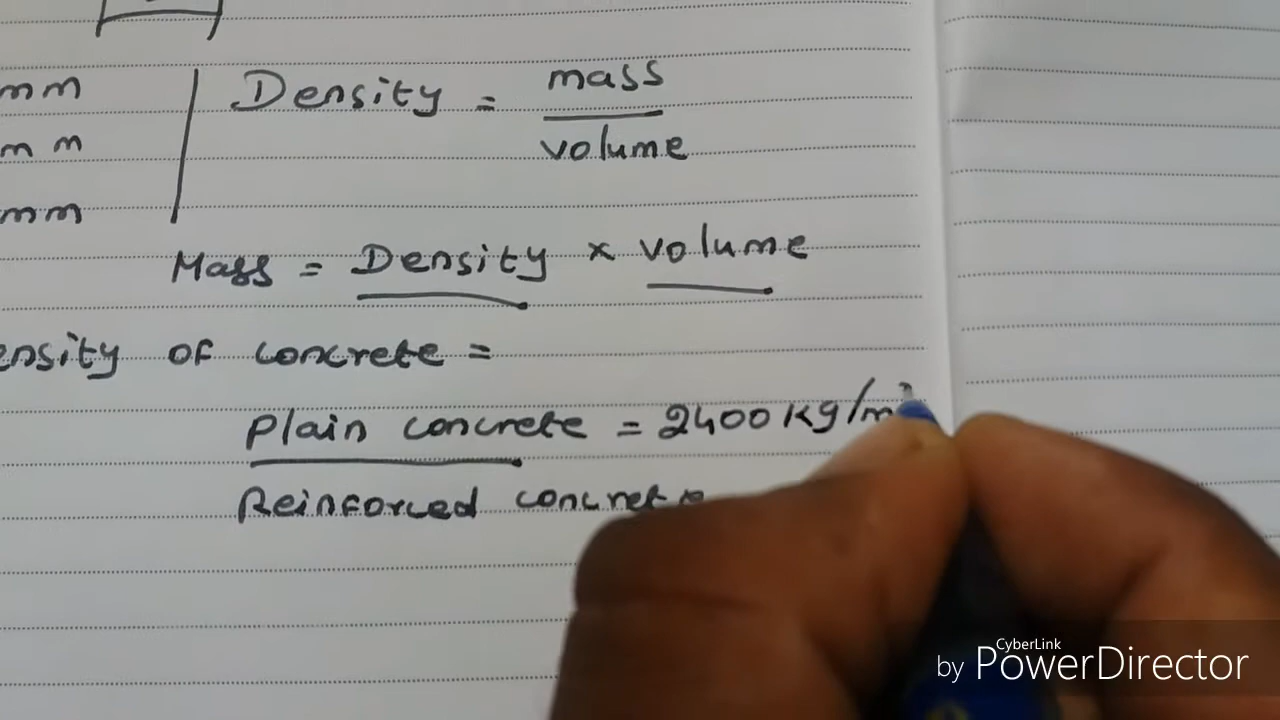 mm
Density = mass
mm
volume
mm
Mass = Density × volume
ensity of concrete =
Plain concrete = 2400 kg/m
Reinforced concrete
CyberLink
by PowerDirector